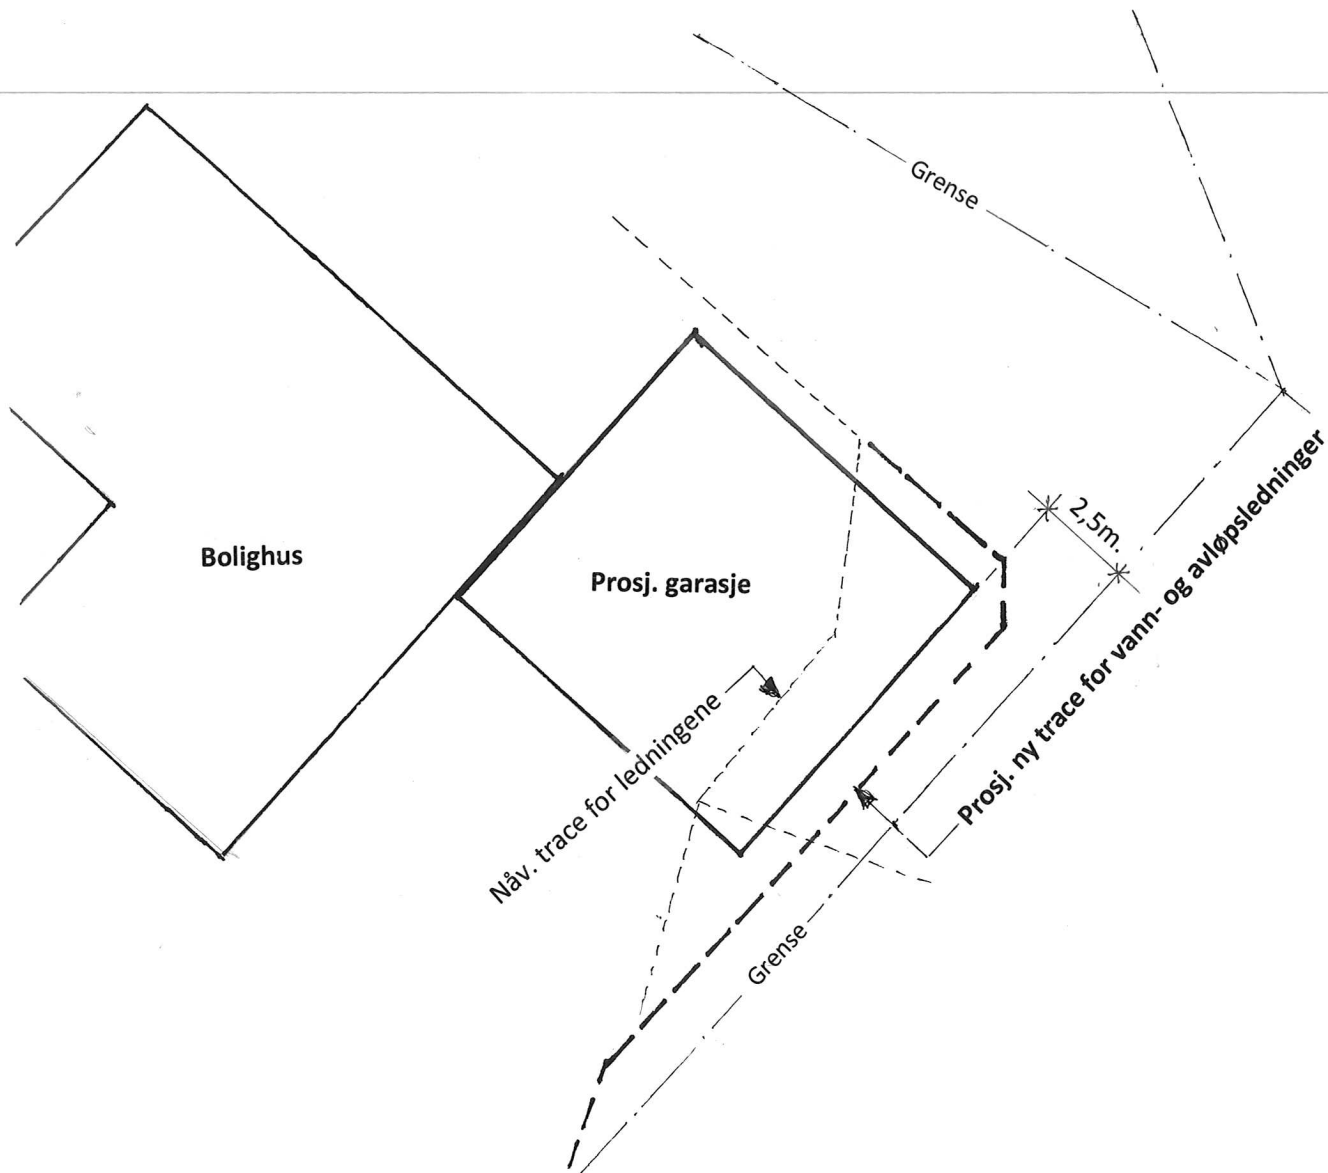 Grense
2,5m.
Bolighus
Prosj. garasje
Prosj. ny trace for vann- og avløpsledninger
Nåv. trace for ledningene
Grense